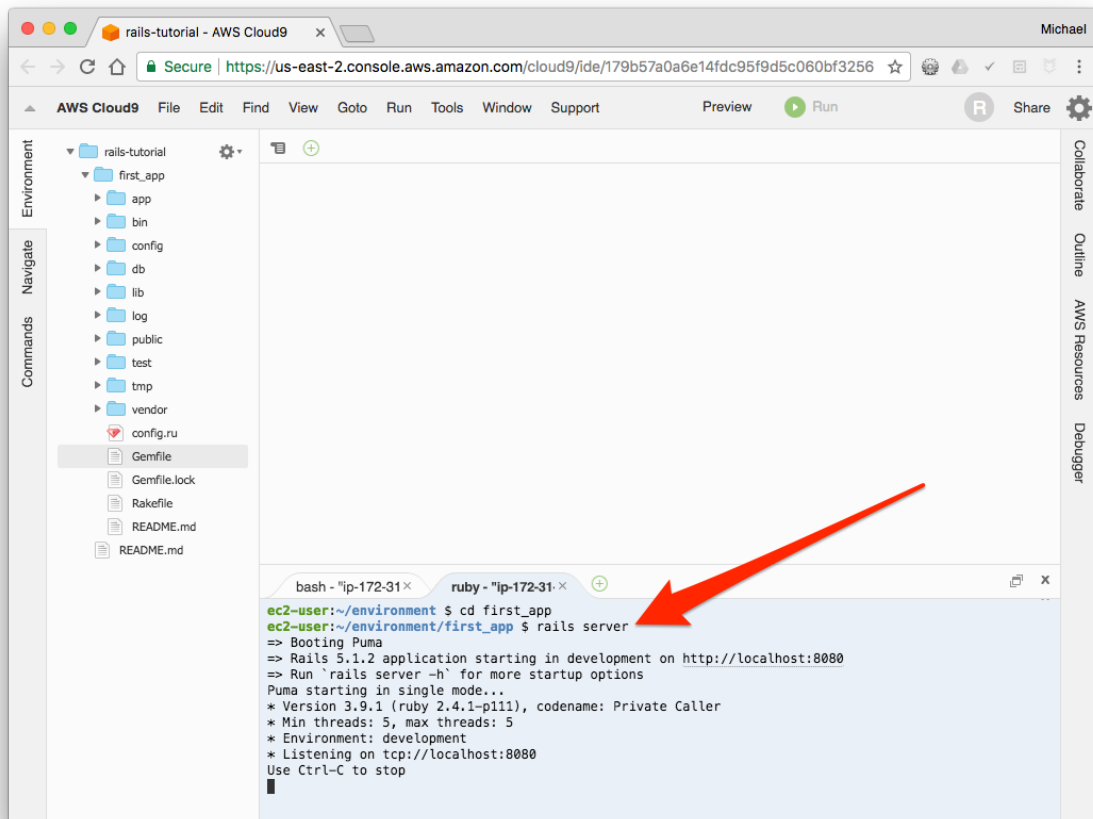 rails-tutorial - AWS Cloud9
Michael
Secure https://us-east-2.console.aws.amazon.com/cloud9/ide/179b57a0a6e14fdc95f9d5c060bf3256
AWS Cloud9 File Edit Find View Goto Run Tools Window Support Preview Run R Share
Environment
Navigate
Commands
rails-tutorial
first_app
app
bin
config
db
lib
log
public
test
tmp
vendor
config.ru
Gemfile
Gemfile.lock
Rakefile
README.md
README.md
Collaborate
Outline
AWS Resources
Debugger
bash - "ip-172-31 ruby - "ip-172-31-
ec2-user:~/environment $ cd first_app
ec2-user:~/environment/first_app $ rails server
=> Booting Puma
=> Rails 5.1.2 application starting in development on http://localhost:8080
=> Run `rails server -h` for more startup options
Puma starting in single mode...
* Version 3.9.1 (ruby 2.4.1-p111), codename: Private Caller
* Min threads: 5, max threads: 5
* Environment: development
* Listening on tcp://localhost:8080
Use Ctrl-C to stop